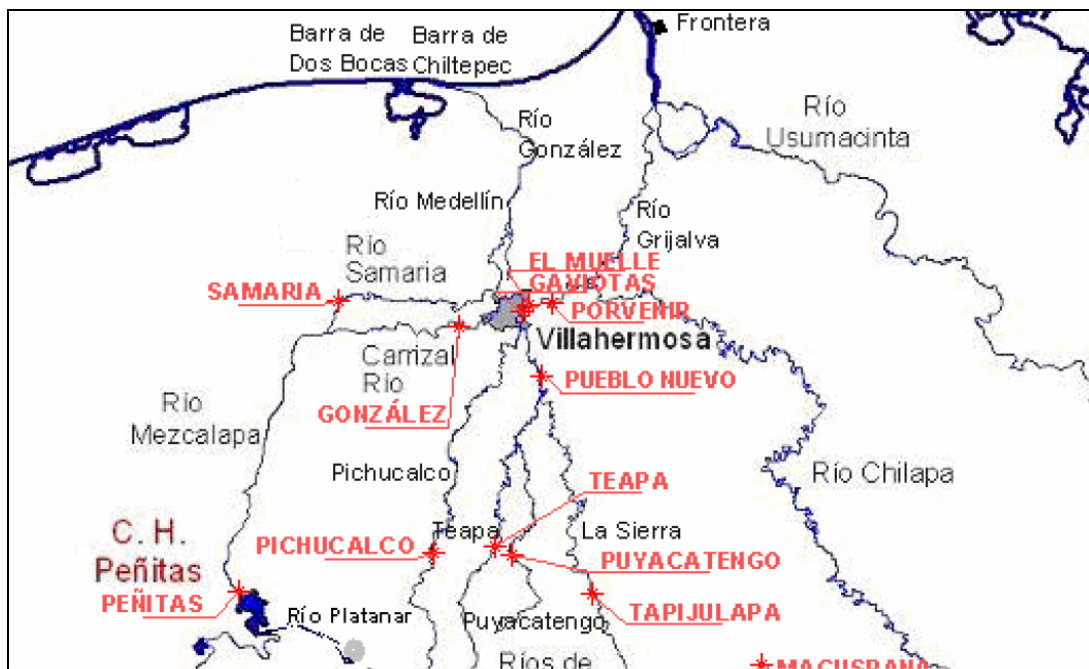 Frontera
Barra de
Dos Bocas
Barra de
Chiltepec
Río
González
Río
Usumacinta
Río Medellín
Río
Grijalva
Río
Samaria
EL MUELLE
GAVIOTAS
SAMARIA
PORVENIR
Villahermosa
Carrizal
Río
PUEBLO NUEVO
GONZÁLEZ
Río
Mezcalapa
Pichucalco
Río Chilapa
TEAPA
C. H.
Peñitas
Teapa
La Sierra
PICHUCALCO
PUYACATENGO
PEÑITAS
TAPIJULAPA
Río Platanar
Puyacatengo
Ríos de
MACUSPANA